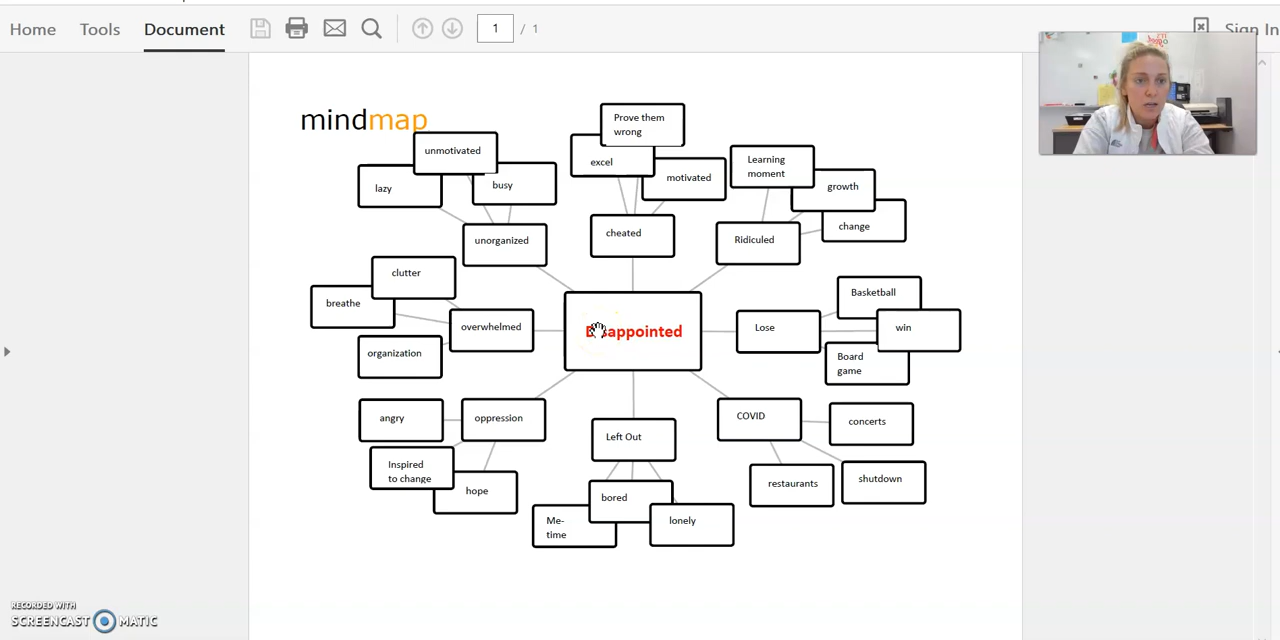 Home
Tools
Document
1
/ 1
Sign In
mindmap
Prove them
wrong
unmotivated
excel
Learning
moment
lazy
busy
motivated
growth
change
unorganized
cheated
Ridiculed
clutter
breathe
Basketball
overwhelmed
Disappointed
Lose
win
organization
Board
game
angry
oppression
COVID
concerts
Left Out
Inspired
to change
hope
bored
restaurants
shutdown
Me-
time
lonely
RECORDED WITH
SCREENCAST MATIC